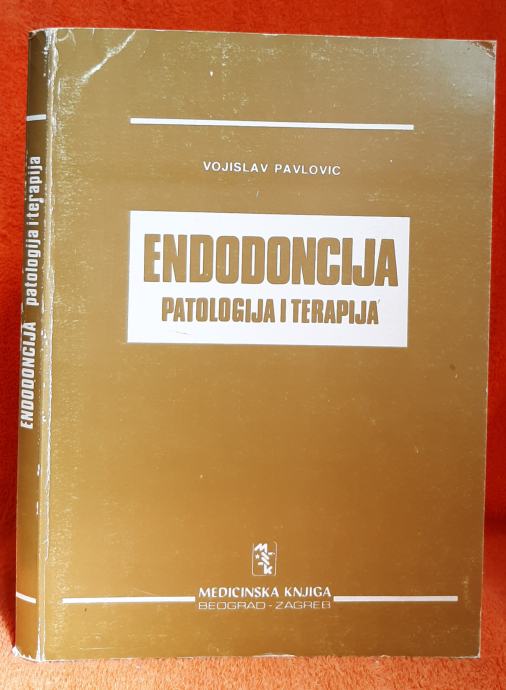 ENDODONCIJA patologija i terapija
VOJISLAV PAVLOVIC
ENDODONCIJA
PATOLOGIJA I TERAPIJA
MEDICINSKA KNJIGA
BEOGRAD - ZAGREB